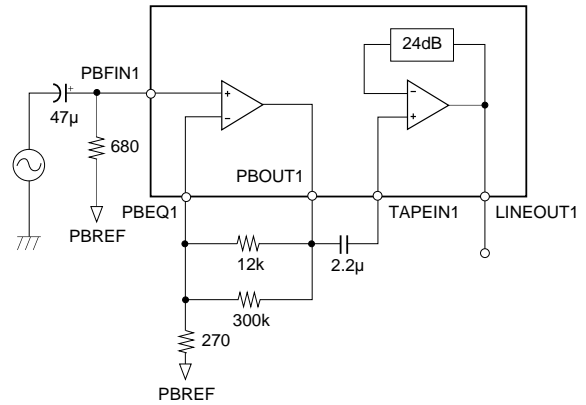 24dB
PBFIN1
+
47μ
+
−
−
+
680
PBOUT1
PBREF
PBEQ1
TAPEIN1
LINEOUT1
12k
2.2μ
300k
270
PBREF